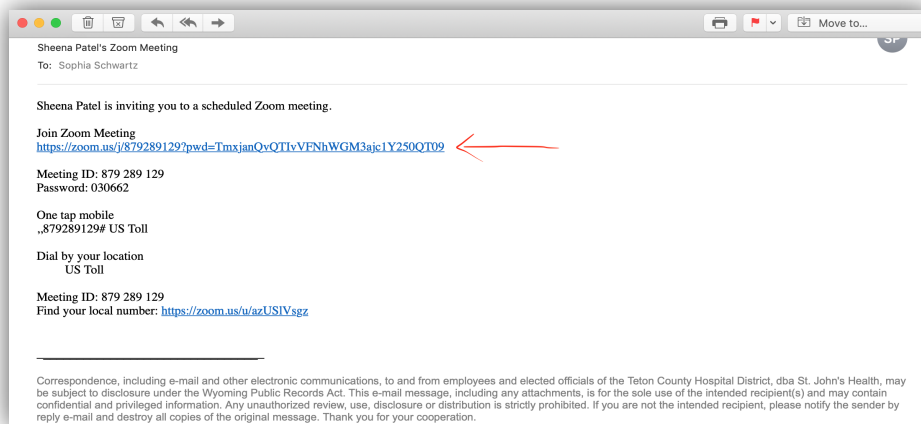 Move to...
SP
Sheena Patel's Zoom Meeting
To: Sophia Schwartz
Sheena Patel is inviting you to a scheduled Zoom meeting.
Join Zoom Meeting
https://zoom.us/j/879289129?pwd=TmxjanQvQTIvVFNhWGM3ajc1Y250QT09
Meeting ID: 879 289 129
Password: 030662
One tap mobile
,,879289129# US Toll
Dial by your location
US Toll
Meeting ID: 879 289 129
Find your local number: https://zoom.us/u/azUSlVsgz
Correspondence, including e-mail and other electronic communications, to and from employees and elected officials of the Teton County Hospital District, dba St. John's Health, may
be subject to disclosure under the Wyoming Public Records Act. This e-mail message, including any attachments, is for the sole use of the intended recipient(s) and may contain
confidential and privileged information. Any unauthorized review, use, disclosure or distribution is strictly prohibited. If you are not the intended recipient, please notify the sender by
reply e-mail and destroy all copies of the original message. Thank you for your cooperation.